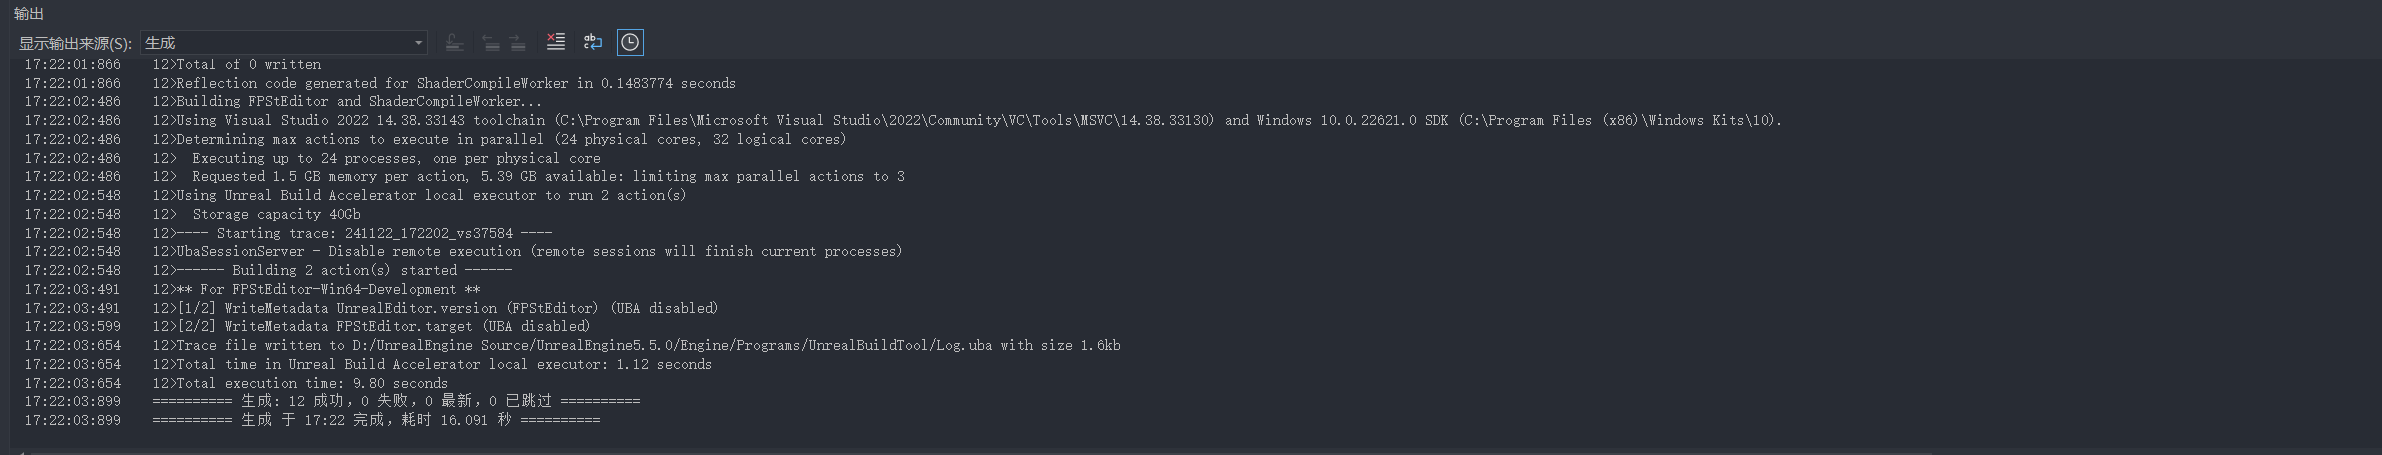 输出
显示输出来源(S): 生成
17:22:01:866 12>Total of 0 written
17:22:01:866 12>Reflection code generated for ShaderCompileWorker in 0.1483774 seconds
17:22:02:486 12>Building FPStEditor and ShaderCompileWorker...
17:22:02:486 12>Using Visual Studio 2022 14.38.33143 toolchain (C:\Program Files\Microsoft Visual Studio\2022\Community\VC\Tools\MSVC\14.38.33130) and Windows 10.0.22621.0 SDK (C:\Program Files (x86)\Windows Kits\10).
17:22:02:486 12>Determining max actions to execute in parallel (24 physical cores, 32 logical cores)
17:22:02:486 12>  Executing up to 24 processes, one per physical core
17:22:02:486 12>  Requested 1.5 GB memory per action, 5.39 GB available: limiting max parallel actions to 3
17:22:02:548 12>Using Unreal Build Accelerator local executor to run 2 action(s)
17:22:02:548 12>  Storage capacity 40Gb
17:22:02:548 12>---- Starting trace: 241122_172202_vs37584 ----
17:22:02:548 12>UbaSessionServer - Disable remote execution (remote sessions will finish current processes)
17:22:02:548 12>------ Building 2 action(s) started ------
17:22:03:491 12>** For FPStEditor-Win64-Development **
17:22:03:491 12>[1/2] WriteMetadata UnrealEditor.version (FPStEditor) (UBA disabled)
17:22:03:599 12>[2/2] WriteMetadata FPStEditor.target (UBA disabled)
17:22:03:654 12>Trace file written to D:/UnrealEngine Source/UnrealEngine5.5.0/Engine/Programs/UnrealBuildTool/Log.uba with size 1.6kb
17:22:03:654 12>Total time in Unreal Build Accelerator local executor: 1.12 seconds
17:22:03:654 12>Total execution time: 9.80 seconds
17:22:03:899 ========== 生成: 12 成功，0 失败，0 最新，0 已跳过 ==========
17:22:03:899 ========== 生成 于 17:22 完成，耗时 16.091 秒 ==========